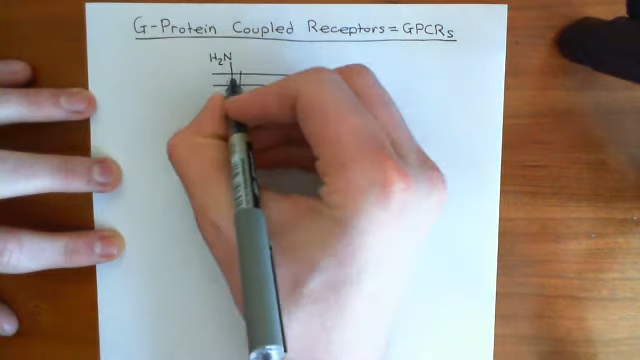 G-Protein Coupled Receptors = GPCRs
H₂N